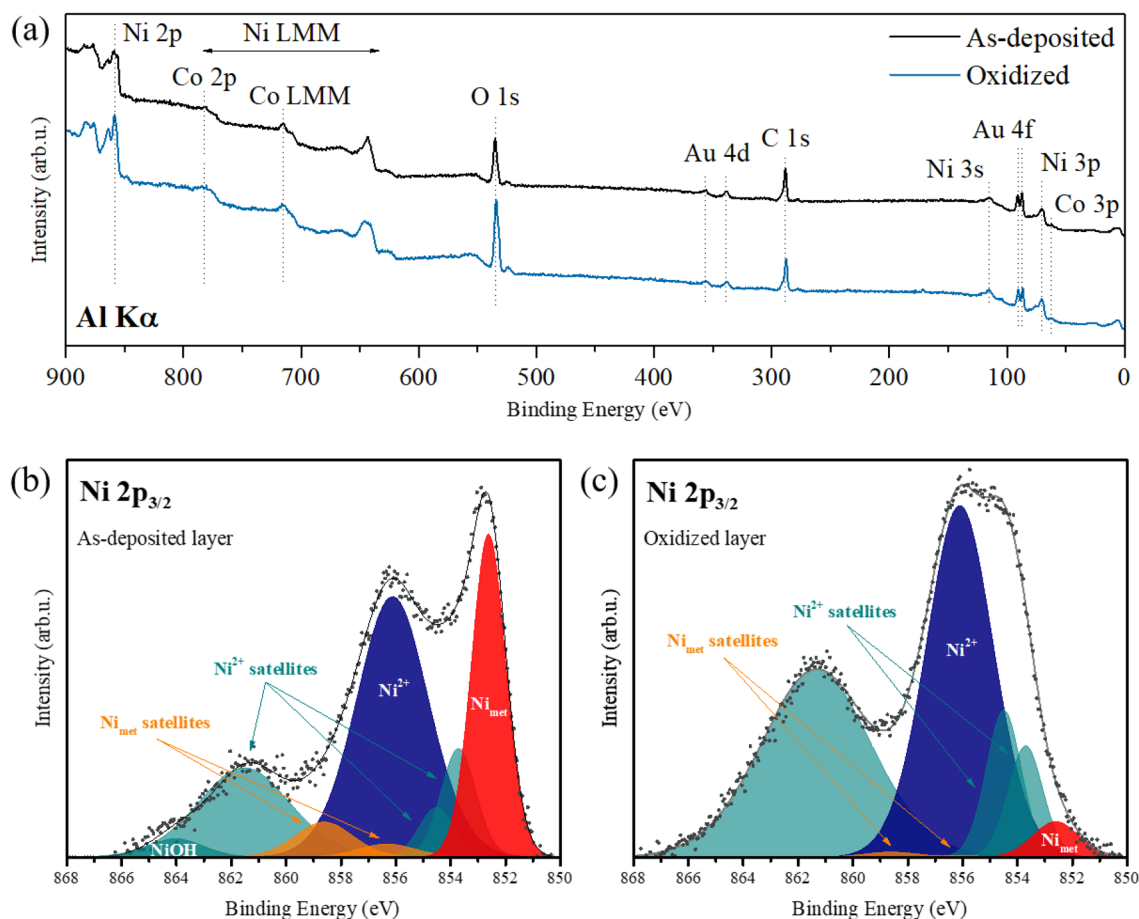 (a)
Ni 2p
Ni LMM
Co 2p
Co LMM
O 1s
Au 4d
C 1s
Ni 3s
Au 4f
Ni 3p
Co 3p
As-deposited
Oxidized
Al Kα
Intensity (arb.u.)
900 800 700 600 500 400 300 200 100 0
Binding Energy (eV)
(b)
Ni 2p3/2
As-deposited layer
Ni2+ satellites
Nimet satellites
Ni2+
Nimet
NiOH
Intensity (arb.u.)
868 866 864 862 860 858 856 854 852 850
Binding Energy (eV)
(c)
Ni 2p3/2
Oxidized layer
Ni2+ satellites
Nimet satellites
Ni2+
Nimet
Intensity (arb.u.)
868 866 864 862 860 858 856 854 852 850
Binding Energy (eV)